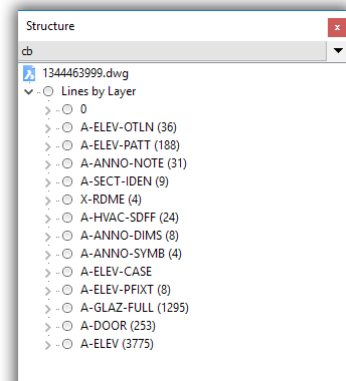 Structure
x
cb
1344463999.dwg
Lines by Layer
0
A-ELEV-OTLN (36)
A-ELEV-PATT (188)
A-ANNO-NOTE (31)
A-SECT-IDEN (9)
X-RDME (4)
A-HVAC-SDFF (24)
A-ANNO-DIMS (8)
A-ANNO-SYMB (4)
A-ELEV-CASE
A-ELEV-PFIXT (8)
A-GLAZ-FULL (1295)
A-DOOR (253)
A-ELEV (3775)